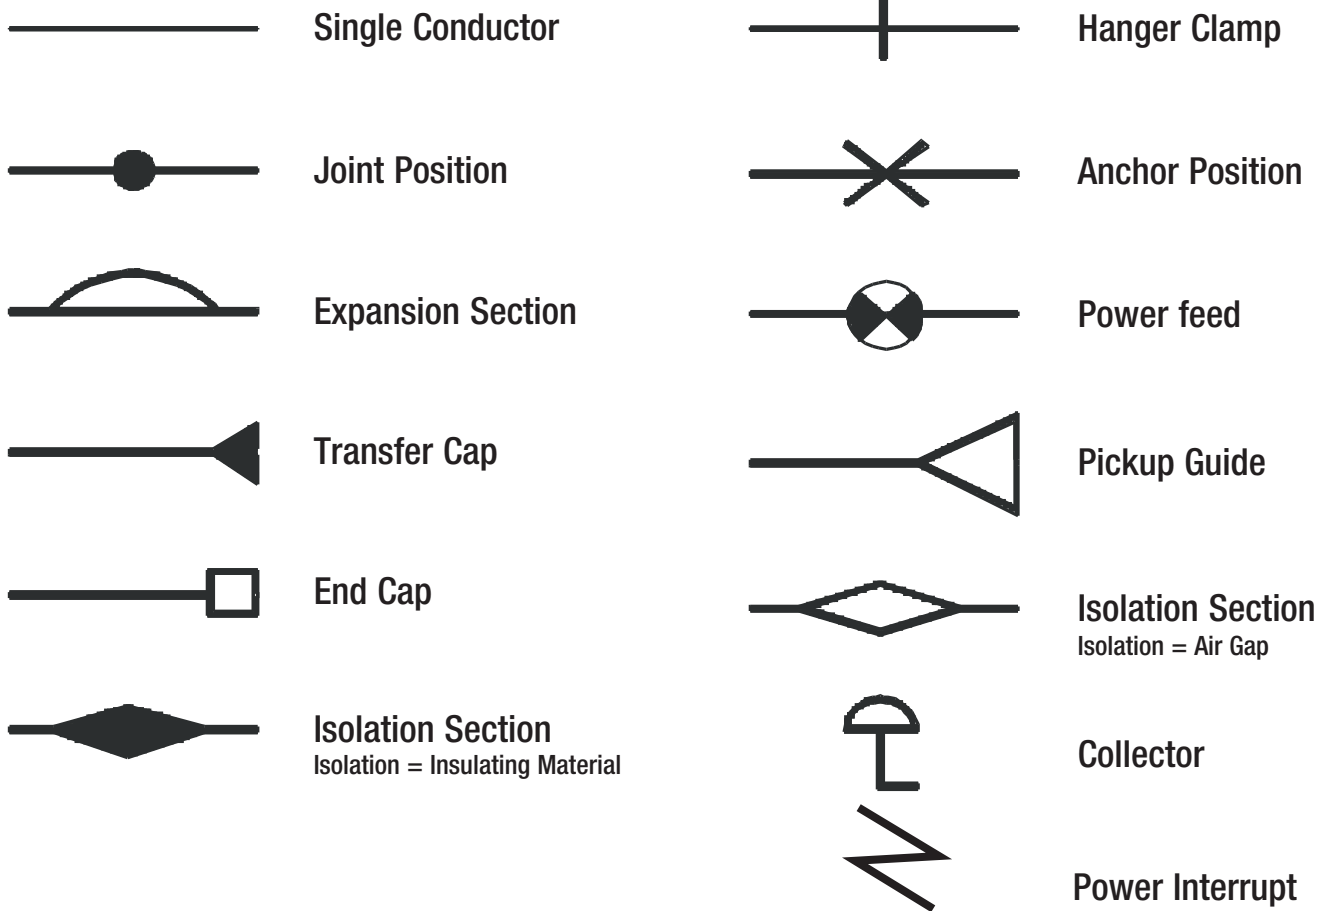 Single Conductor
Hanger Clamp
Joint Position
Anchor Position
Expansion Section
Power feed
Transfer Cap
Pickup Guide
End Cap
Isolation Section
Isolation = Air Gap
Isolation Section
Isolation = Insulating Material
Collector
Power Interrupt